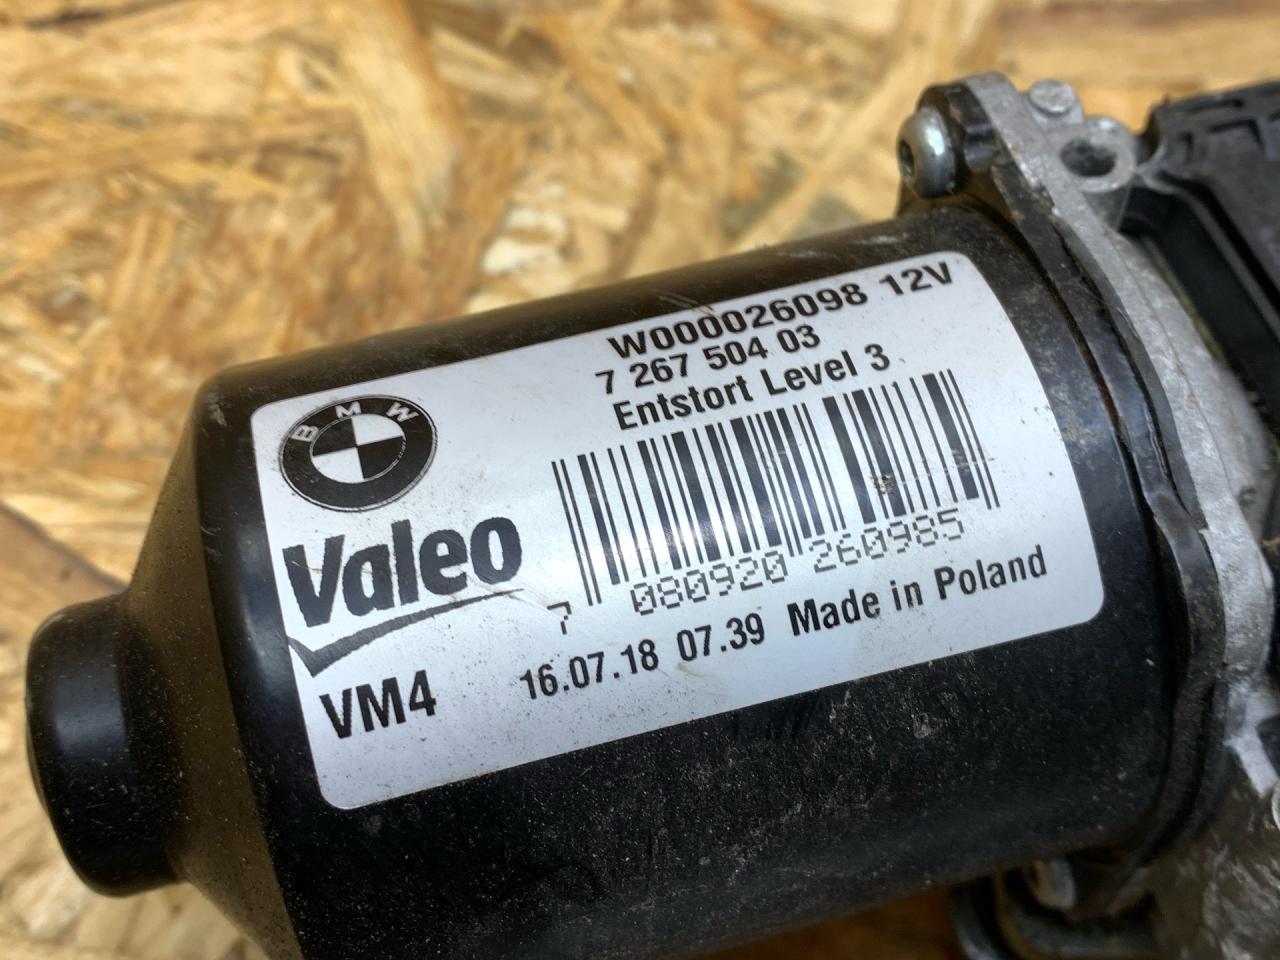 W000026098 12V
7 267 504 03
Entstort Level 3
BMW
Valeo
7 080920 260985
VM4
16.07.18 07.39 Made in Poland